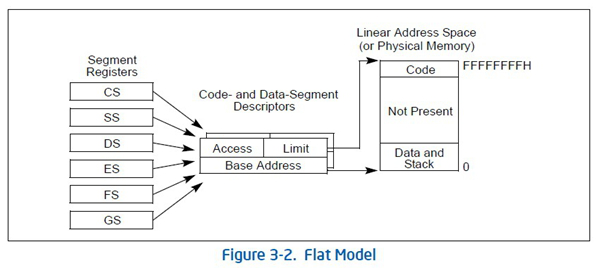 Segment
Registers
CS
SS
DS
ES
FS
GS
Code- and Data-Segment
Descriptors
Access
Limit
Base Address
Linear Address Space
(or Physical Memory)
Code
FFFFFFFFH
Not Present
Data and
Stack
0
Figure 3-2. Flat Model